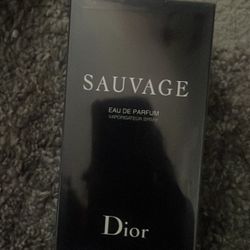 SAUVAGE
EAU DE PARFUM
VAPORISATEUR SPRAY
Dior